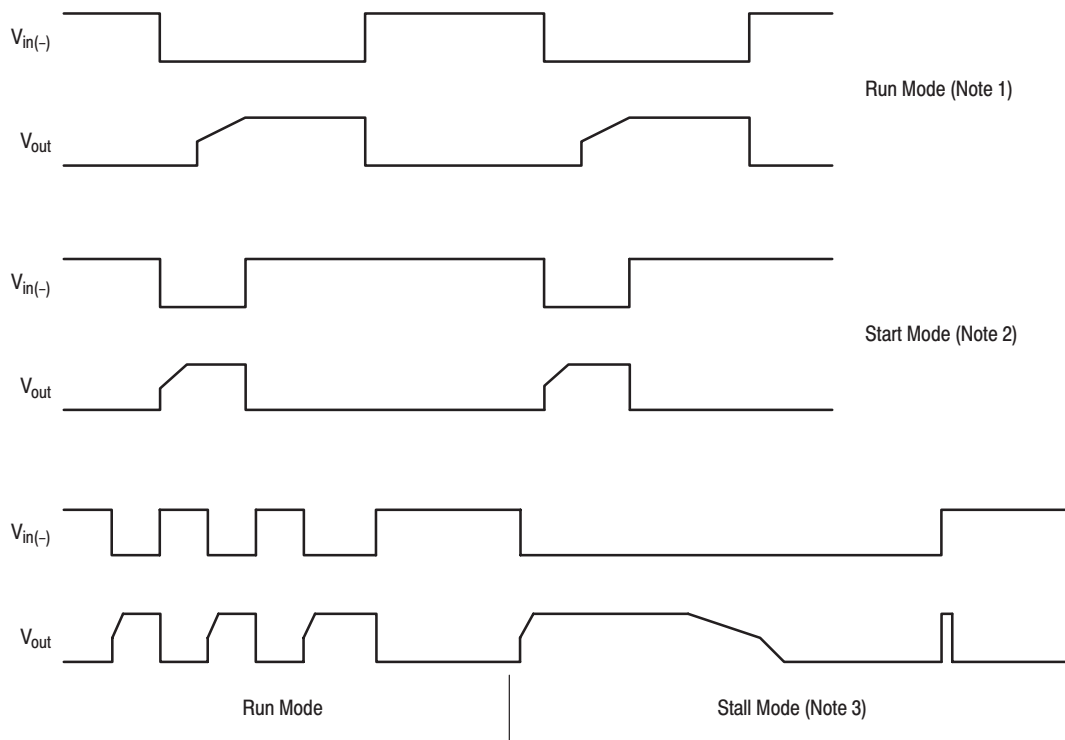 Vin(–)
Run Mode (Note 1)
Vout
Vin(–)
Start Mode (Note 2)
Vout
Vin(–)
Vout
Run Mode
Stall Mode (Note 3)